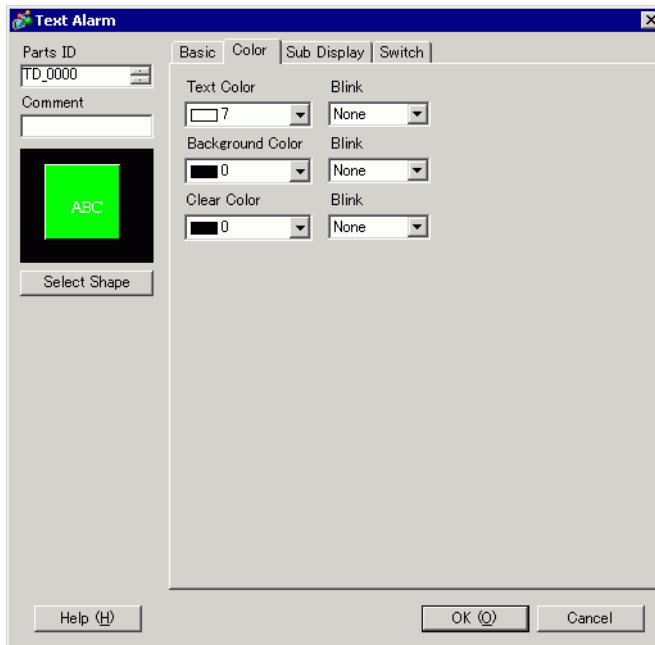 Text Alarm
Parts ID
TD_0000
Comment
ABC
Select Shape
Basic Color Sub Display Switch
Text Color Blink
7 None
Background Color Blink
0 None
Clear Color Blink
0 None
Help (H) OK (O) Cancel